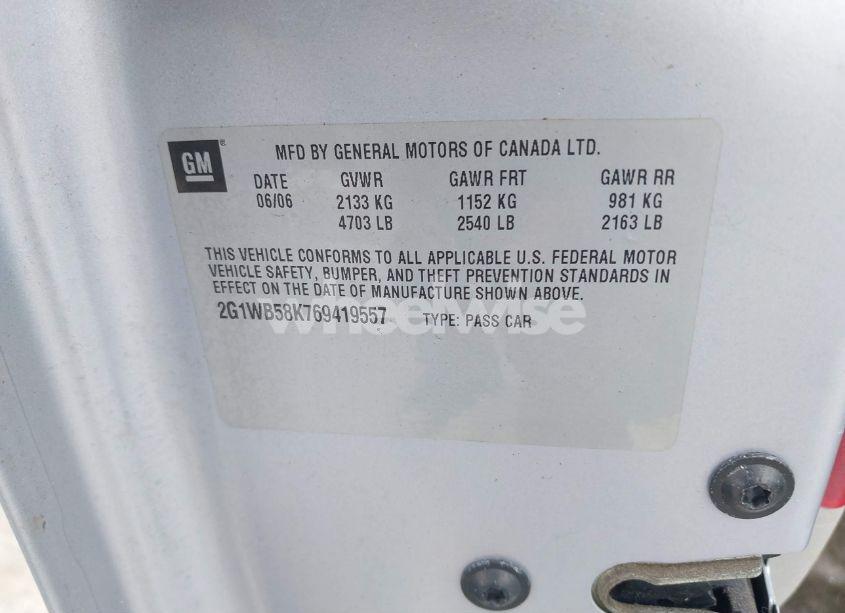 GM ®
MFD BY GENERAL MOTORS OF CANADA LTD.
DATE GVWR GAWR FRT GAWR RR
06/06 2133 KG 1152 KG 981 KG
4703 LB 2540 LB 2163 LB
THIS VEHICLE CONFORMS TO ALL APPLICABLE U.S. FEDERAL MOTOR
VEHICLE SAFETY, BUMPER, AND THEFT PREVENTION STANDARDS IN
EFFECT ON THE DATE OF MANUFACTURE SHOWN ABOVE.
2G1WB58K769419557 TYPE: PASS CAR
wheelwise